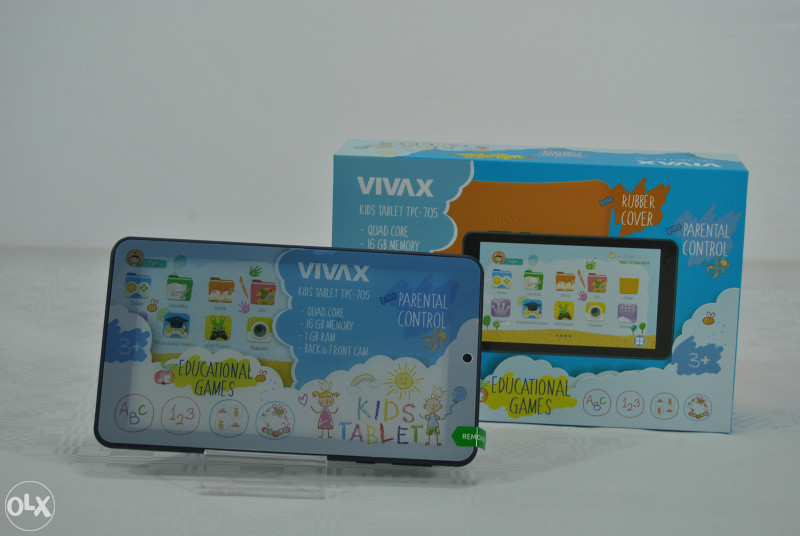 VIVAX
VIVAX
KIDS TABLET TPC-705
- QUAD CORE
- 16 GB MEMORY
RUBBER
COVER
PARENTAL
CONTROL
3+
EDUCATIONAL
GAMES
ABC
123
VIVAX
KIDS TABLET TPC-705
- QUAD CORE
- 16 GB MEMORY
- 1 GB RAM
- BACK & FRONT CAM
PARENTAL
CONTROL
3+
EDUCATIONAL
GAMES
ABC
123
KIDS
TABLET
OLX